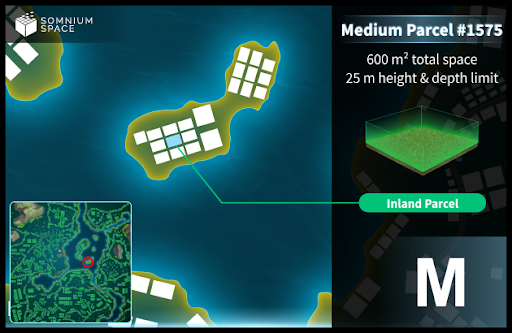 SOMNIUM
SPACE
Medium Parcel #1575
600 m² total space
25 m height & depth limit
Inland Parcel
M